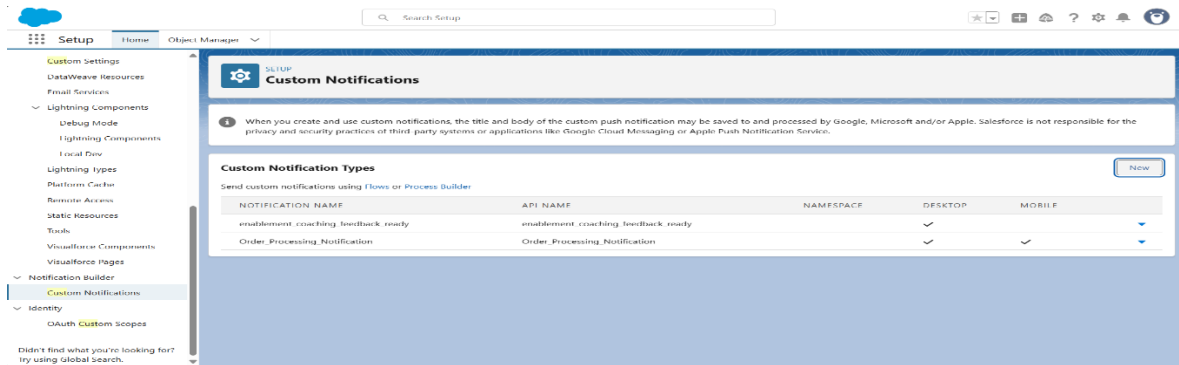 Search Setup
Setup
Home
Object Manager
Custom Settings
DataWeave Resources
Email Services
Lightning Components
Debug Mode
Lightning Components
Local Dev
Lightning Types
Platform Cache
Remote Access
Static Resources
Tools
Visualforce Components
Visualforce Pages
Notification Builder
Custom Notifications
Identity
OAuth Custom Scopes
Didn't find what you're looking for?
Try using Global Search.
SETUP
Custom Notifications
When you create and use custom notifications, the title and body of the custom push notification may be saved to and processed by Google, Microsoft and/or Apple. Salesforce is not responsible for the
privacy and security practices of third-party systems or applications like Google Cloud Messaging or Apple Push Notification Service.
Custom Notification Types
New
Send custom notifications using Flows or Process Builder
NOTIFICATION NAME API NAME NAMESPACE DESKTOP MOBILE
enablement_coaching_feedback_ready enablement_coaching_feedback_ready
Order_Processing_Notification Order_Processing_Notification